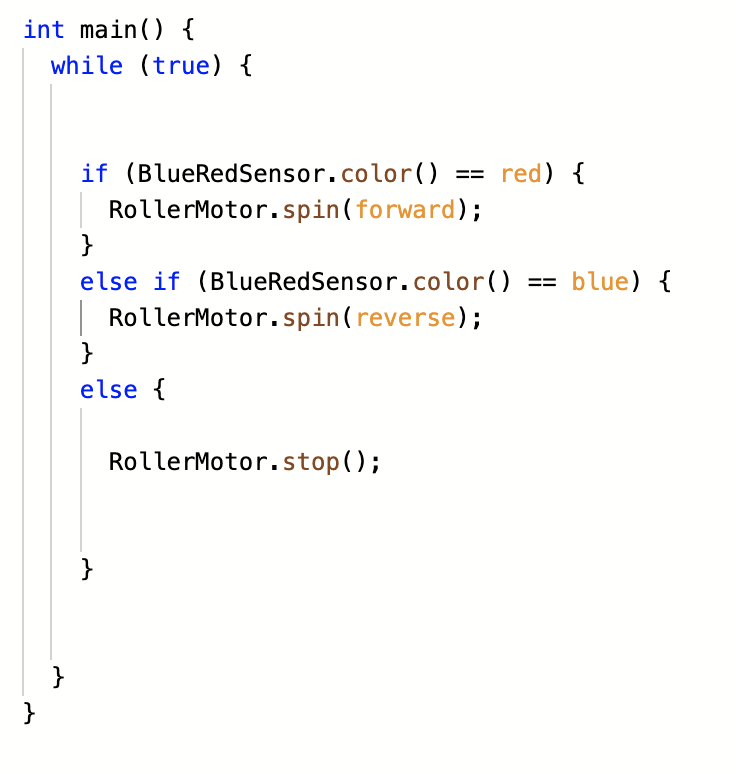 int main() {
  while (true) {
    if (BlueRedSensor.color() == red) {
      RollerMotor.spin(forward);
    }
    else if (BlueRedSensor.color() == blue) {
      RollerMotor.spin(reverse);
    }
    else {
      RollerMotor.stop();
    }
  }
}